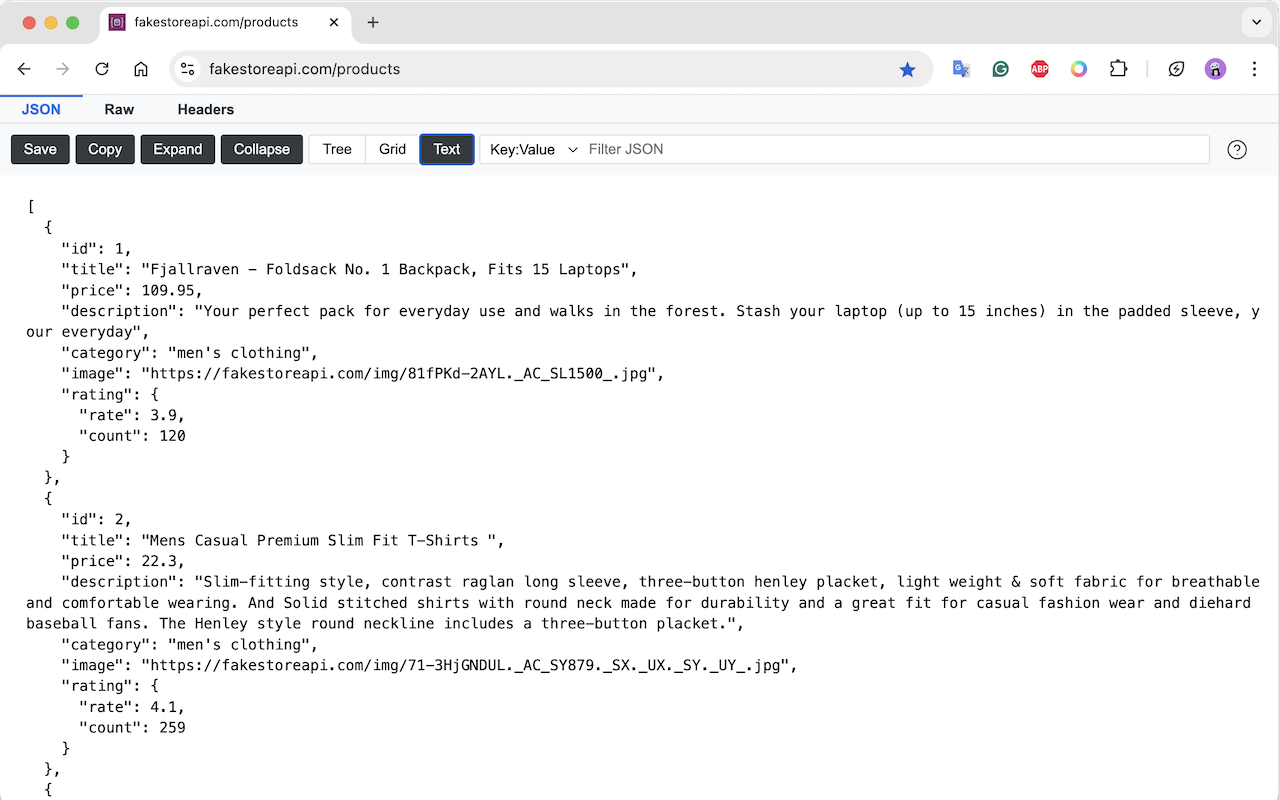 fakestoreapi.com/products
fakestoreapi.com/products
ABP
JSON Raw Headers
Save Copy Expand Collapse Tree Grid Text Key:Value Filter JSON ?
[
  {
    "id": 1,
    "title": "Fjallraven - Foldsack No. 1 Backpack, Fits 15 Laptops",
    "price": 109.95,
    "description": "Your perfect pack for everyday use and walks in the forest. Stash your laptop (up to 15 inches) in the padded sleeve, y
our everyday",
    "category": "men's clothing",
    "image": "https://fakestoreapi.com/img/81fPKd-2AYL._AC_SL1500_.jpg",
    "rating": {
      "rate": 3.9,
      "count": 120
    }
  },
  {
    "id": 2,
    "title": "Mens Casual Premium Slim Fit T-Shirts ",
    "price": 22.3,
    "description": "Slim-fitting style, contrast raglan long sleeve, three-button henley placket, light weight & soft fabric for breathable
and comfortable wearing. And Solid stitched shirts with round neck made for durability and a great fit for casual fashion wear and diehard
baseball fans. The Henley style round neckline includes a three-button placket.",
    "category": "men's clothing",
    "image": "https://fakestoreapi.com/img/71-3HjGNDUL._AC_SY879._SX._UX._SY._UY_.jpg",
    "rating": {
      "rate": 4.1,
      "count": 259
    }
  },
  {